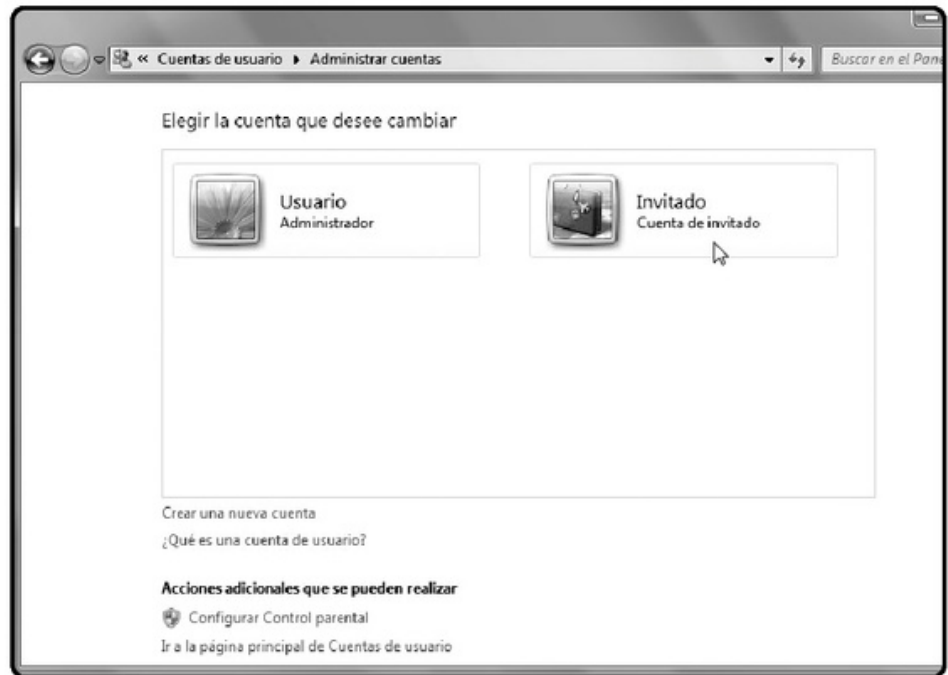 « Cuentas de usuario ▸ Administrar cuentas
Buscar en el Pan
Elegir la cuenta que desee cambiar
Usuario
Administrador
Invitado
Cuenta de invitado
Crear una nueva cuenta
¿Qué es una cuenta de usuario?
Acciones adicionales que se pueden realizar
Configurar Control parental
Ir a la página principal de Cuentas de usuario